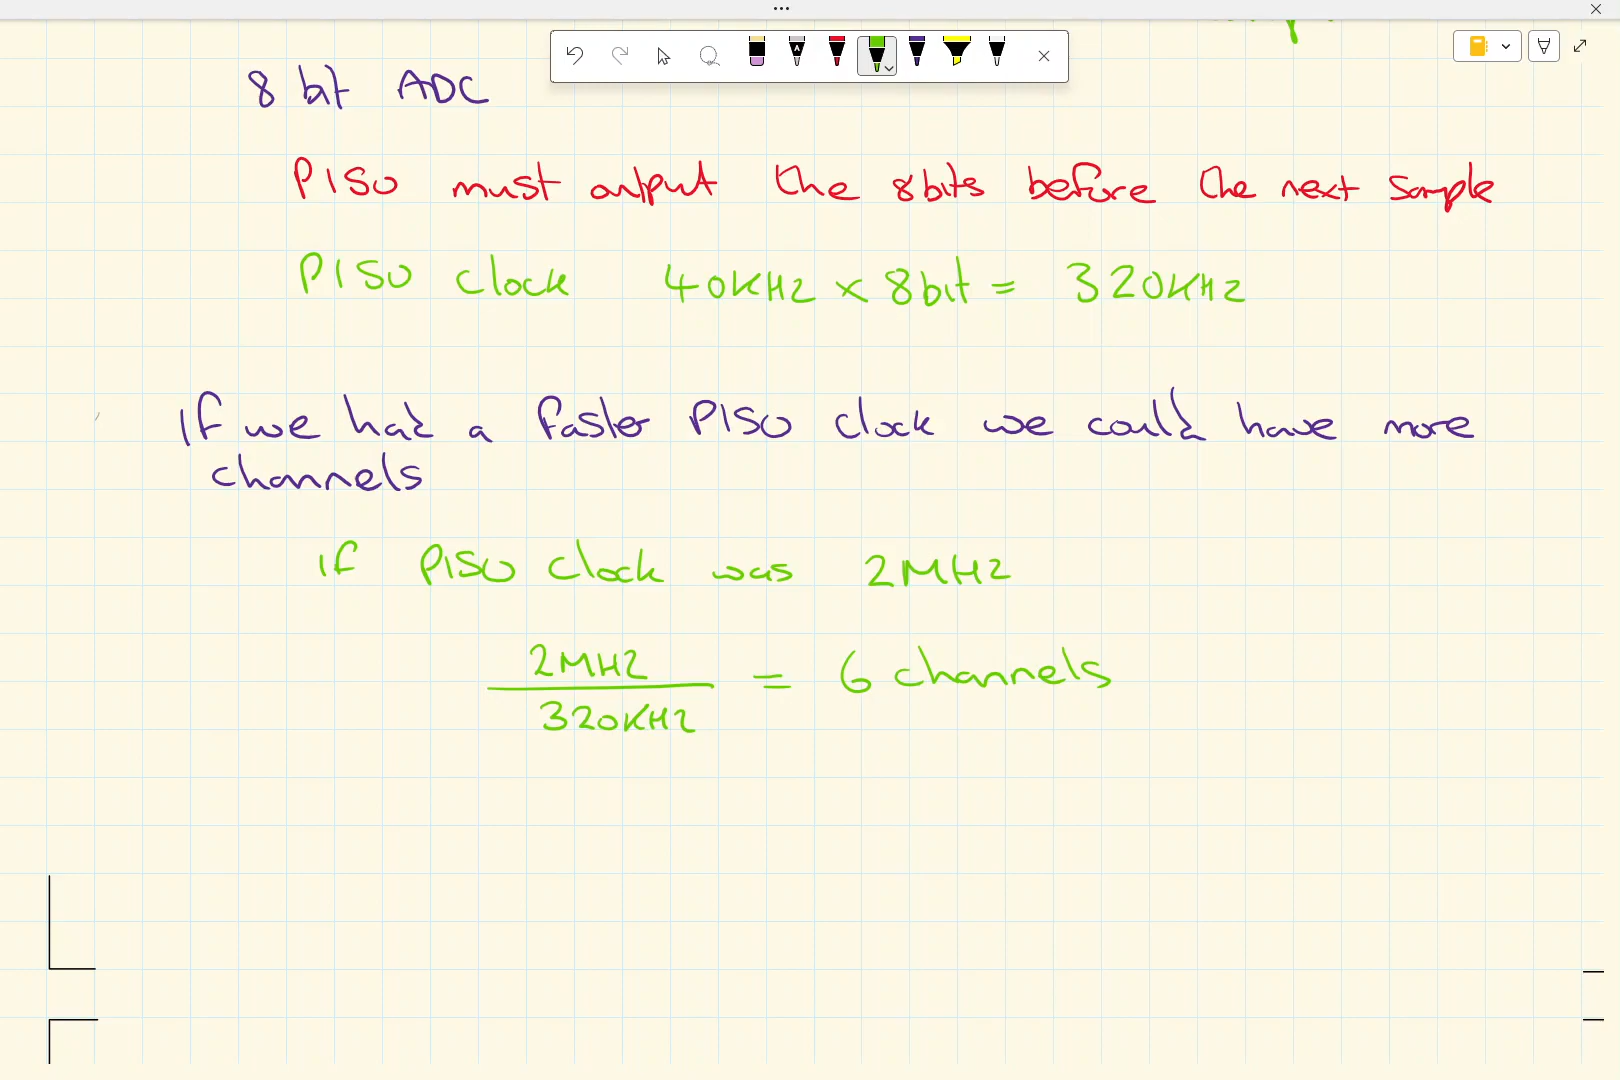 8 bit ADC
PISO must output the 8bits before the next sample
PISO clock 40KHz x 8bit = 320KHz
If we had a faster PISO clock we could have more
channels
If PISO clock was 2MHz
2MHz
= 6 channels
320KHz